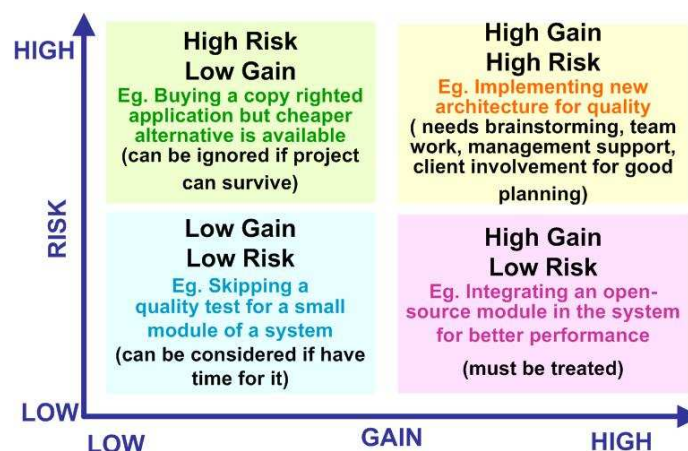 HIGH
High Risk
Low Gain
Eg. Buying a copy righted
application but cheaper
alternative is available
(can be ignored if project
can survive)
High Gain
High Risk
Eg. Implementing new
architecture for quality
( needs brainstorming, team
work, management support,
client involvement for good
planning)
RISK
Low Gain
Low Risk
Eg. Skipping a
quality test for a small
module of a system
(can be considered if have
time for it)
High Gain
Low Risk
Eg. Integrating an open-
source module in the system
for better performance
(must be treated)
LOW
LOW
GAIN
HIGH